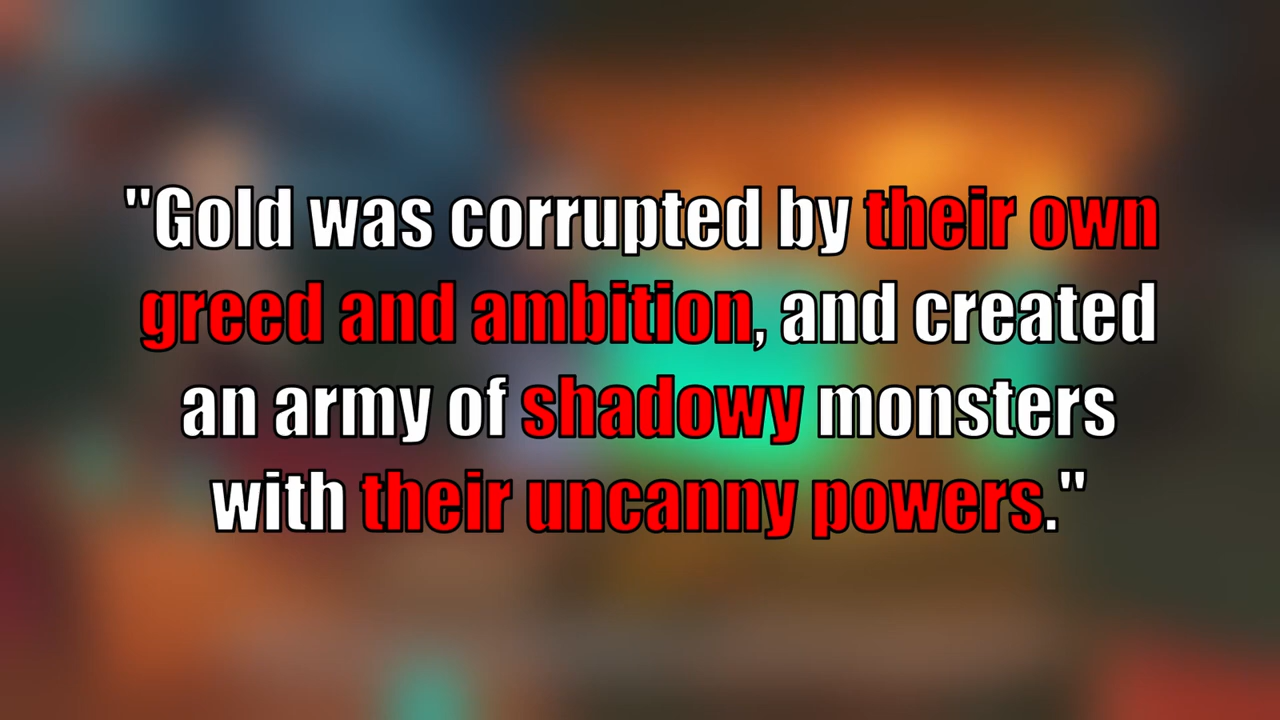 "Gold was corrupted by their own
greed and ambition, and created
an army of shadowy monsters
with their uncanny powers."